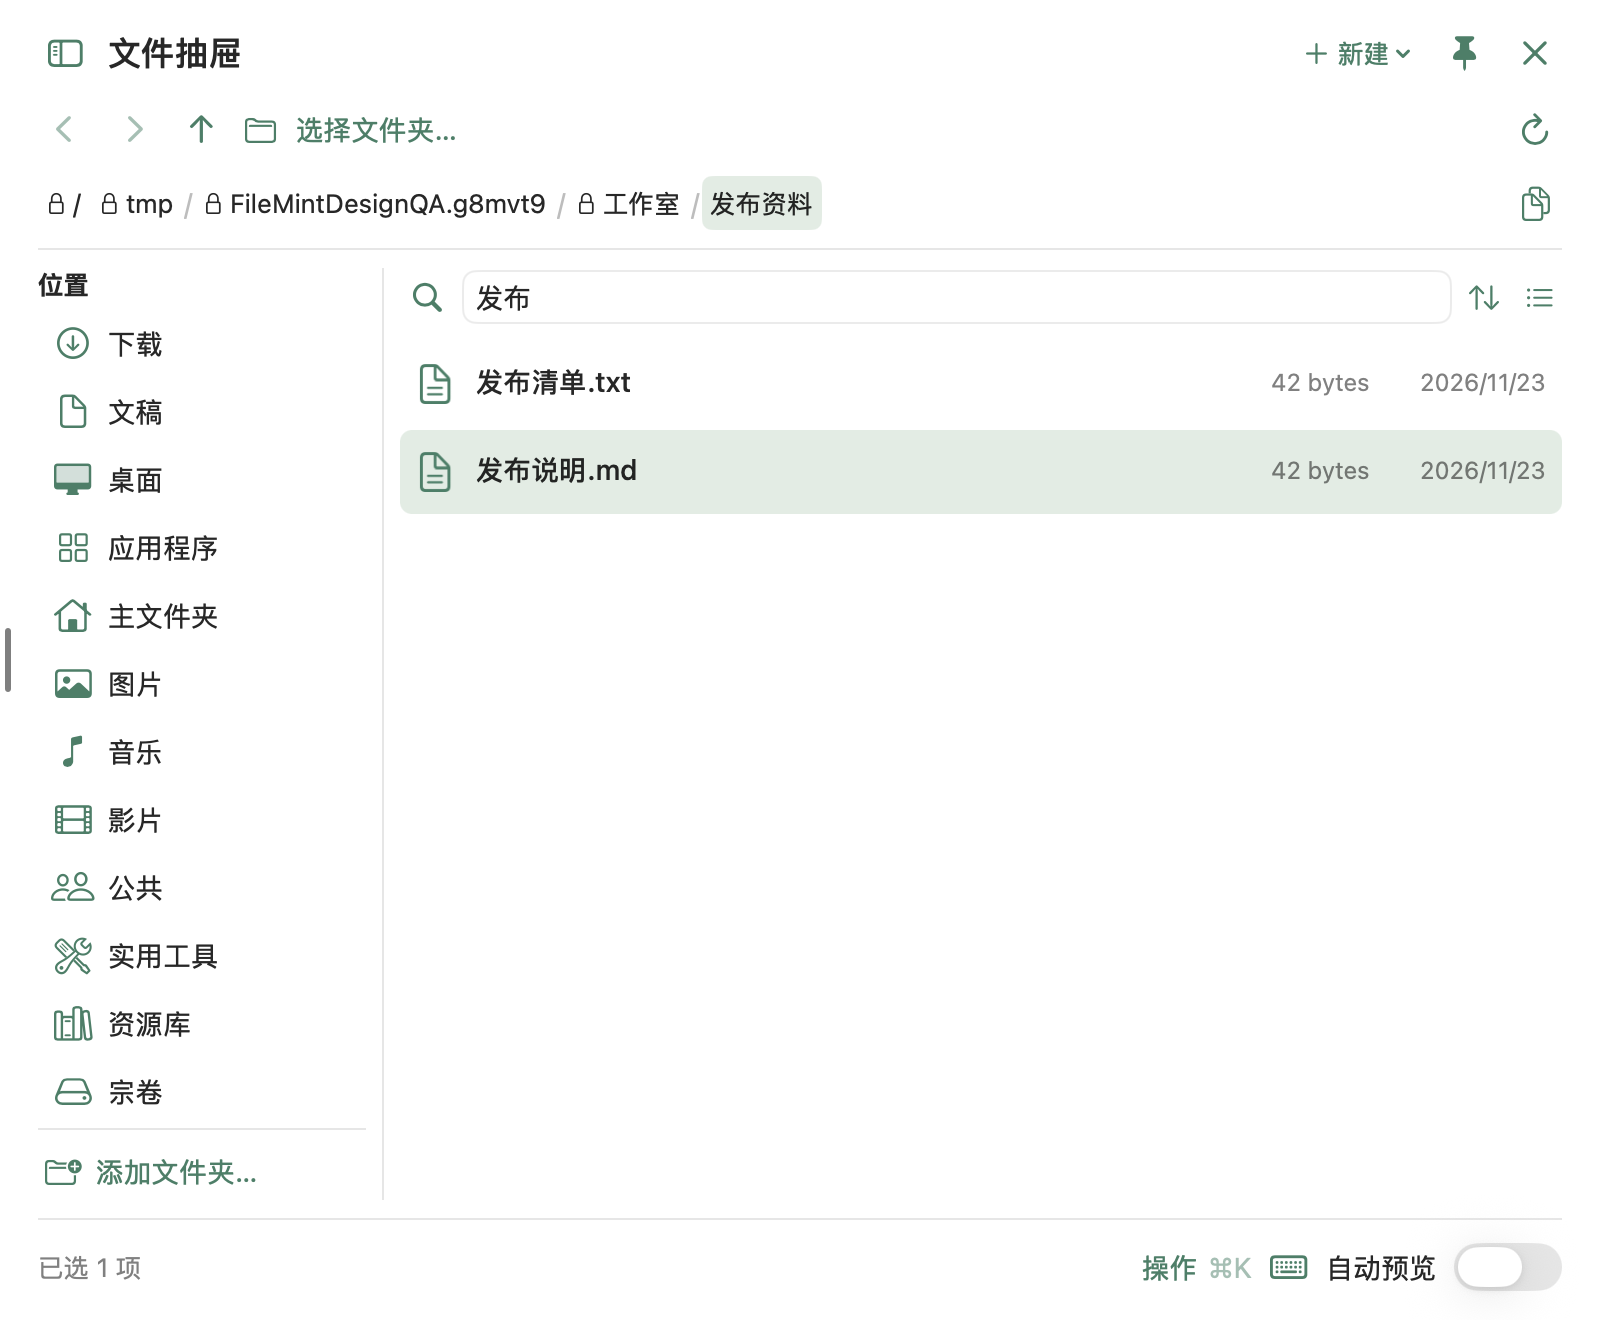 文件抽屉
新建
选择文件夹...
/ tmp / FileMintDesignQA.g8mvt9 / 工作室 / 发布资料
位置
下载
文稿
桌面
应用程序
主文件夹
图片
音乐
影片
公共
实用工具
资源库
宗卷
添加文件夹...
发布
发布清单.txt 42 bytes 2026/11/23
发布说明.md 42 bytes 2026/11/23
已选 1 项
操作 ⌘K 自动预览